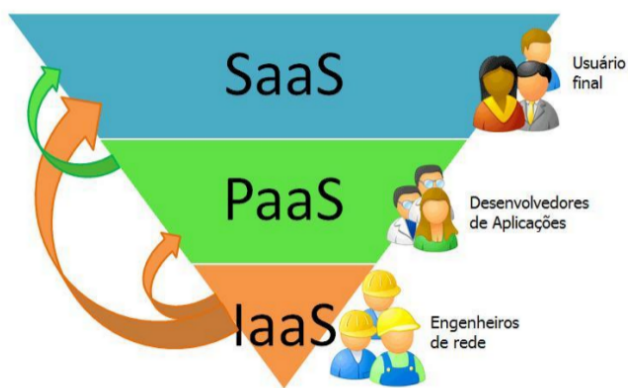 SaaS
Usuário
final
PaaS
Desenvolvedores
de Aplicações
IaaS
Engenheiros
de rede